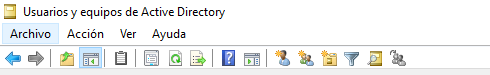 Usuarios y equipos de Active Directory
Archivo Acción Ver Ayuda